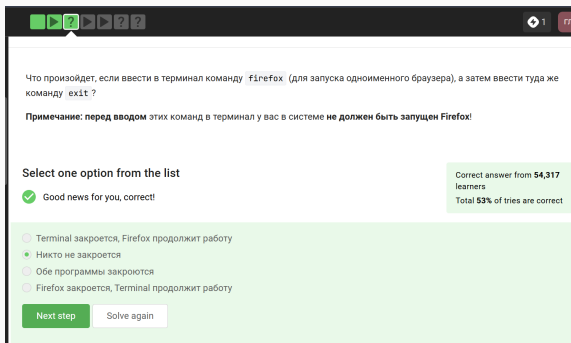 ? ? ?
1
Что произойдет, если ввести в терминал команду firefox (для запуска одноименного браузера), а затем ввести туда же
команду exit ?
Примечание: перед вводом этих команд в терминал у вас в системе не должен быть запущен Firefox!
Select one option from the list
Good news for you, correct!
Correct answer from 54,317
learners
Total 53% of tries are correct
Terminal закроется, Firefox продолжит работу
Никто не закроется
Обе программы закроются
Firefox закроется, Terminal продолжит работу
Next step Solve again